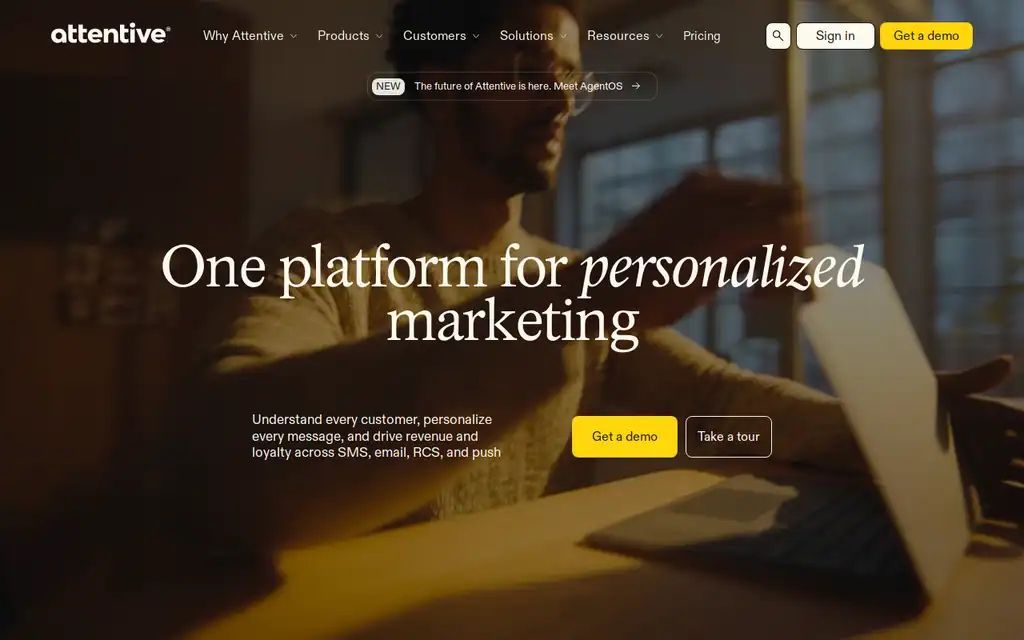 attentive®
Why Attentive
Products
Customers
Solutions
Resources
Pricing
Sign in
Get a demo
NEW
The future of Attentive is here. Meet AgentOS →
One platform for personalized
marketing
Understand every customer, personalize
every message, and drive revenue and
loyalty across SMS, email, RCS, and push
Get a demo
Take a tour